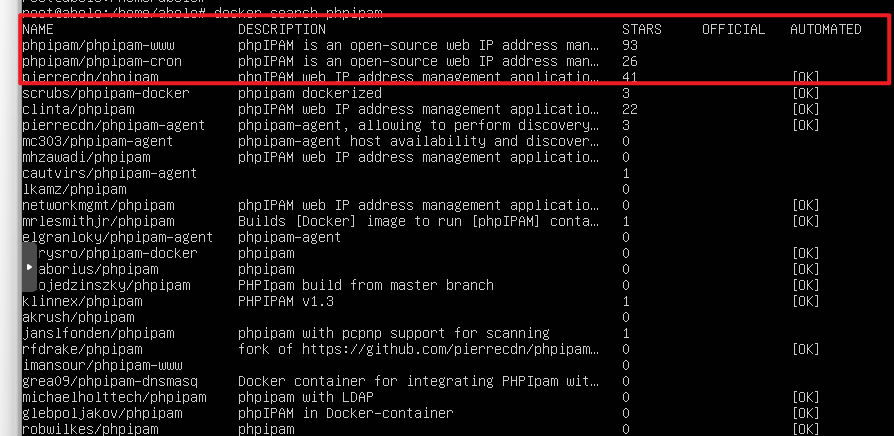 root@abolo:/home/abolo# docker search phpipam
NAME DESCRIPTION STARS OFFICIAL AUTOMATED
phpipam/phpipam-www phpIPAM is an open-source web IP address man… 93
phpipam/phpipam-cron phpIPAM is an open-source web IP address man… 26
pierrecdn/phpipam phpIPAM web IP address management applicatio… 41 [OK]
scrubs/phpipam-docker phpipam dockerized 3 [OK]
clinta/phpipam phpIPAM web IP address management applicatio… 22 [OK]
pierrecdn/phpipam-agent phpipam-agent, allowing to perform discovery… 3 [OK]
mc303/phpipam-agent phpipam-agent host availability and discover… 0
mhzawadi/phpipam phpIPAM web IP address management applicatio… 0
cautvirs/phpipam-agent 1
lkamz/phpipam 0
networkmgmt/phpipam phpIPAM web IP address management applicatio… 0 [OK]
mrlesmithjr/phpipam Builds [Docker] image to run [phpIPAM] conta… 1 [OK]
elgranloky/phpipam-agent phpipam-agent 0
rysro/phpipam-docker phpipam 0 [OK]
aborius/phpipam phpipam 0 [OK]
ojedzinszky/phpipam PHPIpam build from master branch 0 [OK]
klinnex/phpipam PHPIPAM v1.3 1 [OK]
akrush/phpipam 0
janslfonden/phpipam phpipam with pcpnp support for scanning 1
rfdrake/phpipam fork of https://github.com/pierrecdn/phpipam… 0 [OK]
imansour/phpipam-www 0
grea09/phpipam-dnsmasq Docker container for integrating PHPIpam wit… 0
michaelholttech/phpipam phpipam with LDAP 0 [OK]
glebpoljakov/phpipam phpIPAM in Docker-container 0 [OK]
robwilkes/phpipam phpipam 0 [OK]